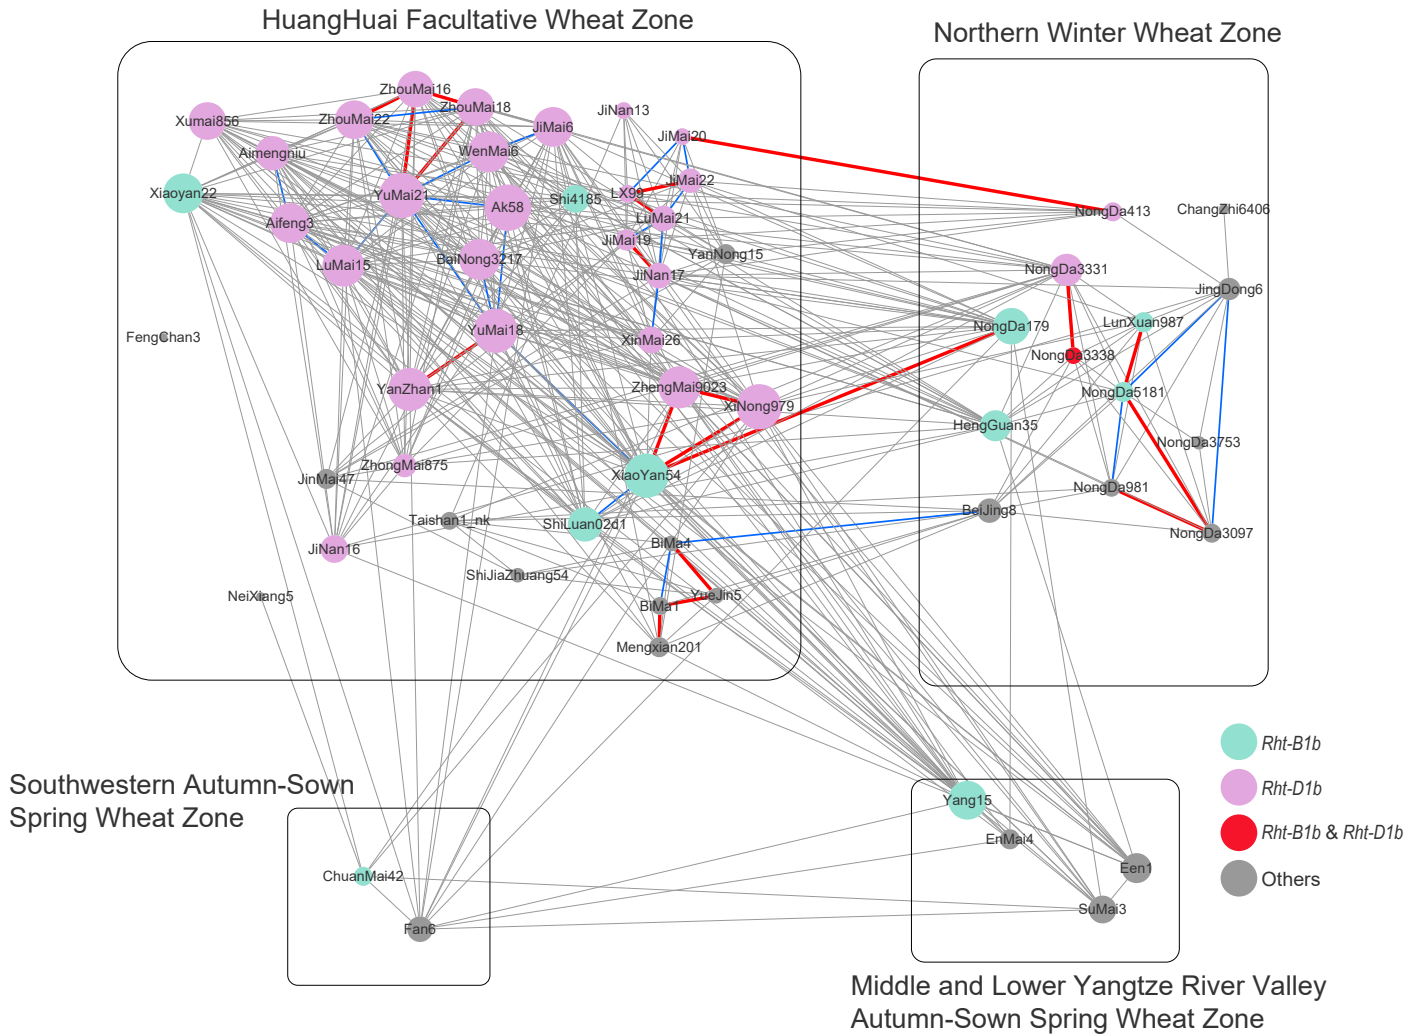 HuangHuai Facultative Wheat Zone
Northern Winter Wheat Zone
ZhouMai16
ZhouMai18
ZhouMai22
Xumai856
JiMai6
JiNan13
JiMai20
Aimengniu
WenMai6
Xiaoyan22
YuMai21
Ak58
Shi4185
LX99
JiMai22
LuMai21
Aifeng3
JiMai19
LuMai15
BaiNong3217
YanNong15
JiNan17
YuMai18
XinMai26
FengChan3
YanZhan1
ZhengMai9023
XiNong979
ZhongMai875
JinMai47
XiaoYan54
Taishan1_nk
ShiLuan02d1
JiNan16
BiMa4
ShiJiaZhuang54
NeiXiang5
BiMa1
YueJin5
Mengxian201
NongDa413
ChangZhi6406
NongDa3331
JingDong6
NongDa179
LunXuan987
NongDa3338
NongDa5181
HengGuan35
NongDa3753
NongDa981
BeiJing8
NongDa3097
Rht-B1b
Rht-D1b
Rht-B1b & Rht-D1b
Others
Southwestern Autumn-Sown
Spring Wheat Zone
ChuanMai42
Fan6
Yang15
EnMai4
Een1
SuMai3
Middle and Lower Yangtze River Valley
Autumn-Sown Spring Wheat Zone